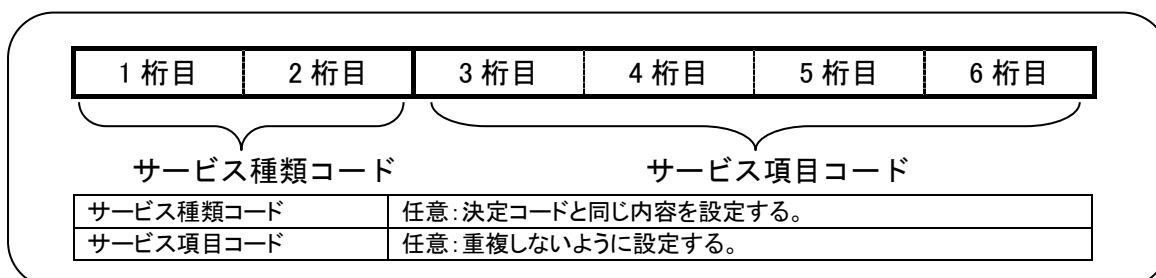 1 桁目 2 桁目 3 桁目 4 桁目 5 桁目 6 桁目
サービス種類コード サービス項目コード
サービス種類コード 任意:決定コードと同じ内容を設定する。
サービス項目コード 任意:重複しないように設定する。